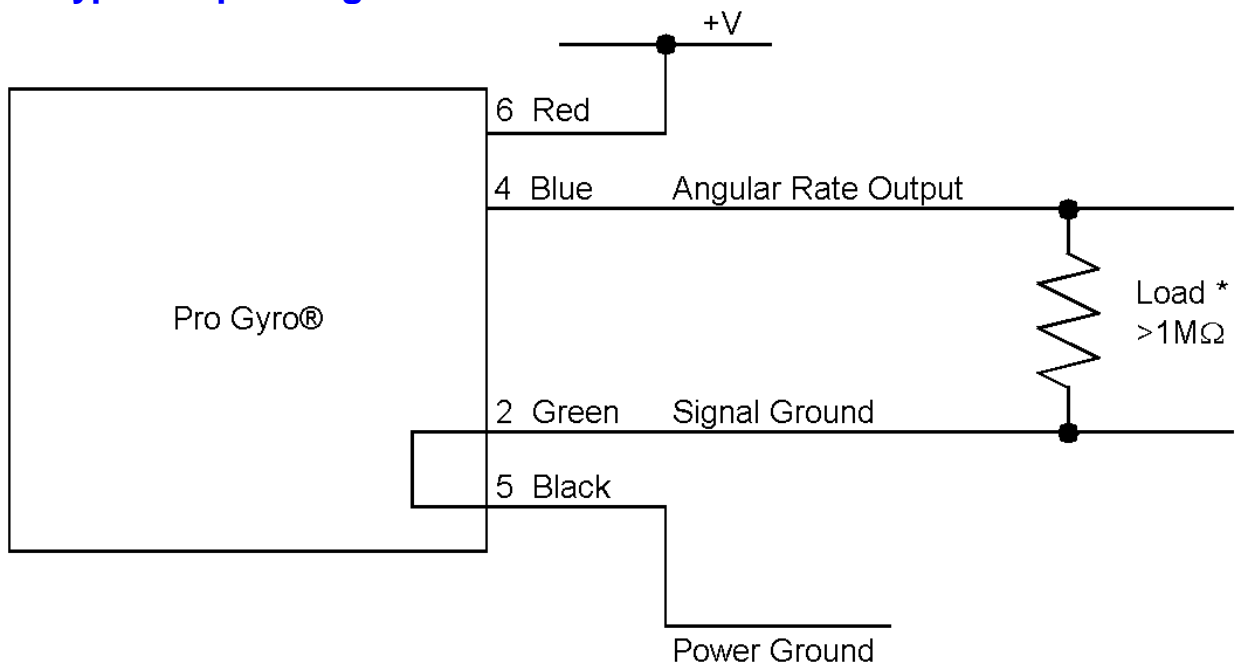 +V
6 Red
4 Blue Angular Rate Output
Pro Gyro®
Load *
>1MΩ
2 Green Signal Ground
5 Black
Power Ground